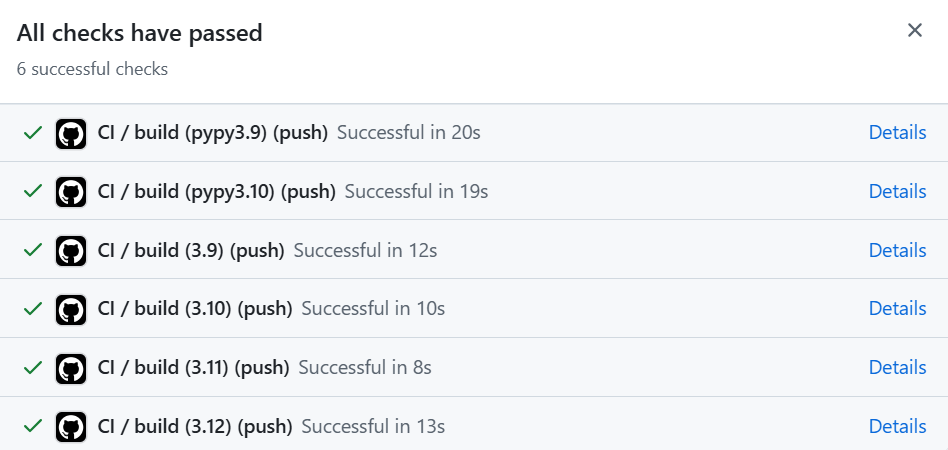 All checks have passed
6 successful checks
CI / build (pypy3.9) (push) Successful in 20s Details
CI / build (pypy3.10) (push) Successful in 19s Details
CI / build (3.9) (push) Successful in 12s Details
CI / build (3.10) (push) Successful in 10s Details
CI / build (3.11) (push) Successful in 8s Details
CI / build (3.12) (push) Successful in 13s Details